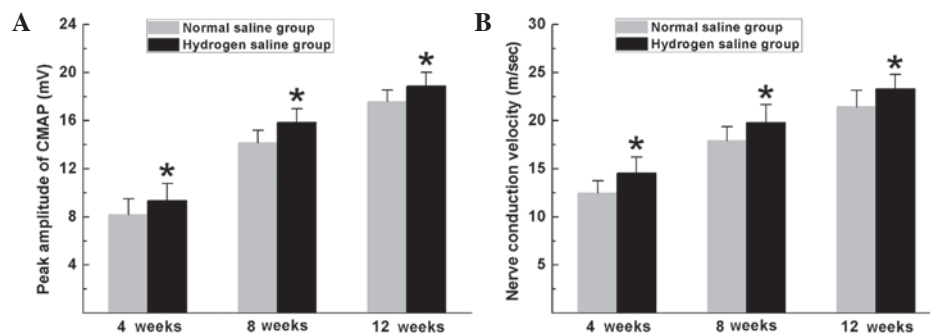 A
Normal saline group
Hydrogen saline group
Peak amplitude of CMAP (mV)
24
20
16
12
8
4
*
*
*
4 weeks
8 weeks
12 weeks
B
Normal saline group
Hydrogen saline group
Nerve conduction velocity (m/sec)
30
25
20
15
10
5
*
*
*
4 weeks
8 weeks
12 weeks